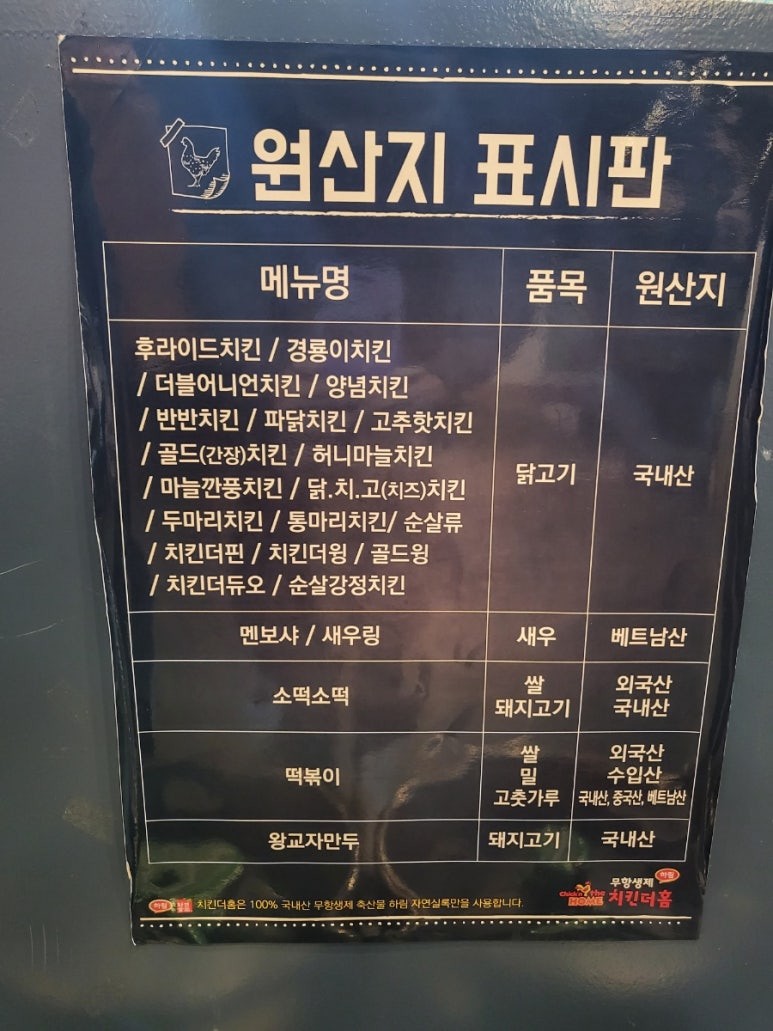 원산지 표시판
메뉴명 품목 원산지
후라이드치킨 / 경룡이치킨
/ 더블어니언치킨 / 양념치킨
/ 반반치킨 / 파닭치킨 / 고추핫치킨
/ 골드(간장)치킨 / 허니마늘치킨
/ 마늘깐풍치킨 / 닭.치.고(치즈)치킨
/ 두마리치킨 / 통마리치킨/ 순살류
/ 치킨더핀 / 치킨더윙 / 골드윙
/ 치킨더듀오 / 순살강정치킨
닭고기 국내산
멘보샤 / 새우링 새우 베트남산
소떡소떡
쌀 외국산
돼지고기 국내산
떡볶이
쌀 외국산
밀 수입산
고춧가루 국내산, 중국산, 베트남산
왕교자만두 돼지고기 국내산
하림 치킨더홈은 100% 국내산 무항생제 축산물 하림 자연실록만을 사용합니다.
Chick'n the HOME
무항생제 하림
치킨더홈